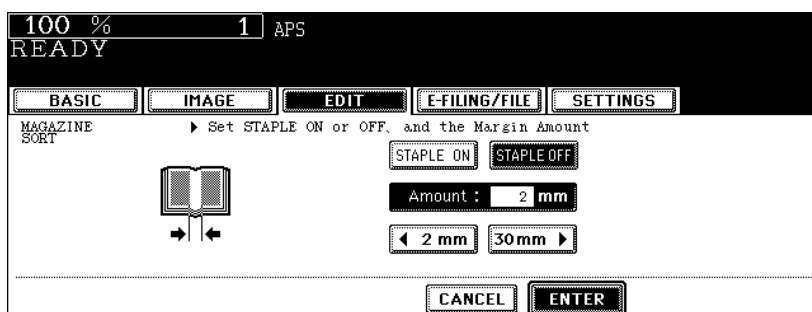 100 % 1 APS
READY
BASIC IMAGE EDIT E-FILING/FILE SETTINGS
MAGAZINE SORT
Set STAPLE ON or OFF, and the Margin Amount
STAPLE ON STAPLE OFF
Amount : 2 mm
2 mm 30mm
CANCEL ENTER